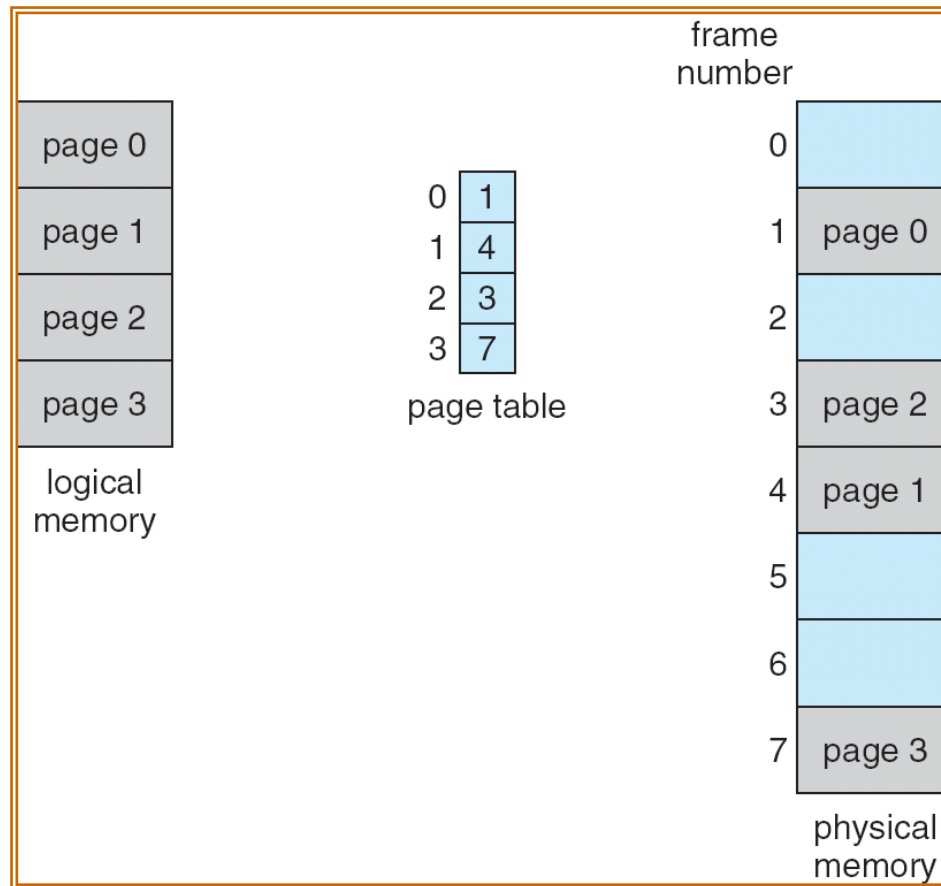 page 0
page 1
page 2
page 3
logical
memory
0 1
1 4
2 3
3 7
page table
frame
number
0
1 page 0
2
3 page 2
4 page 1
5
6
7 page 3
physical
memory